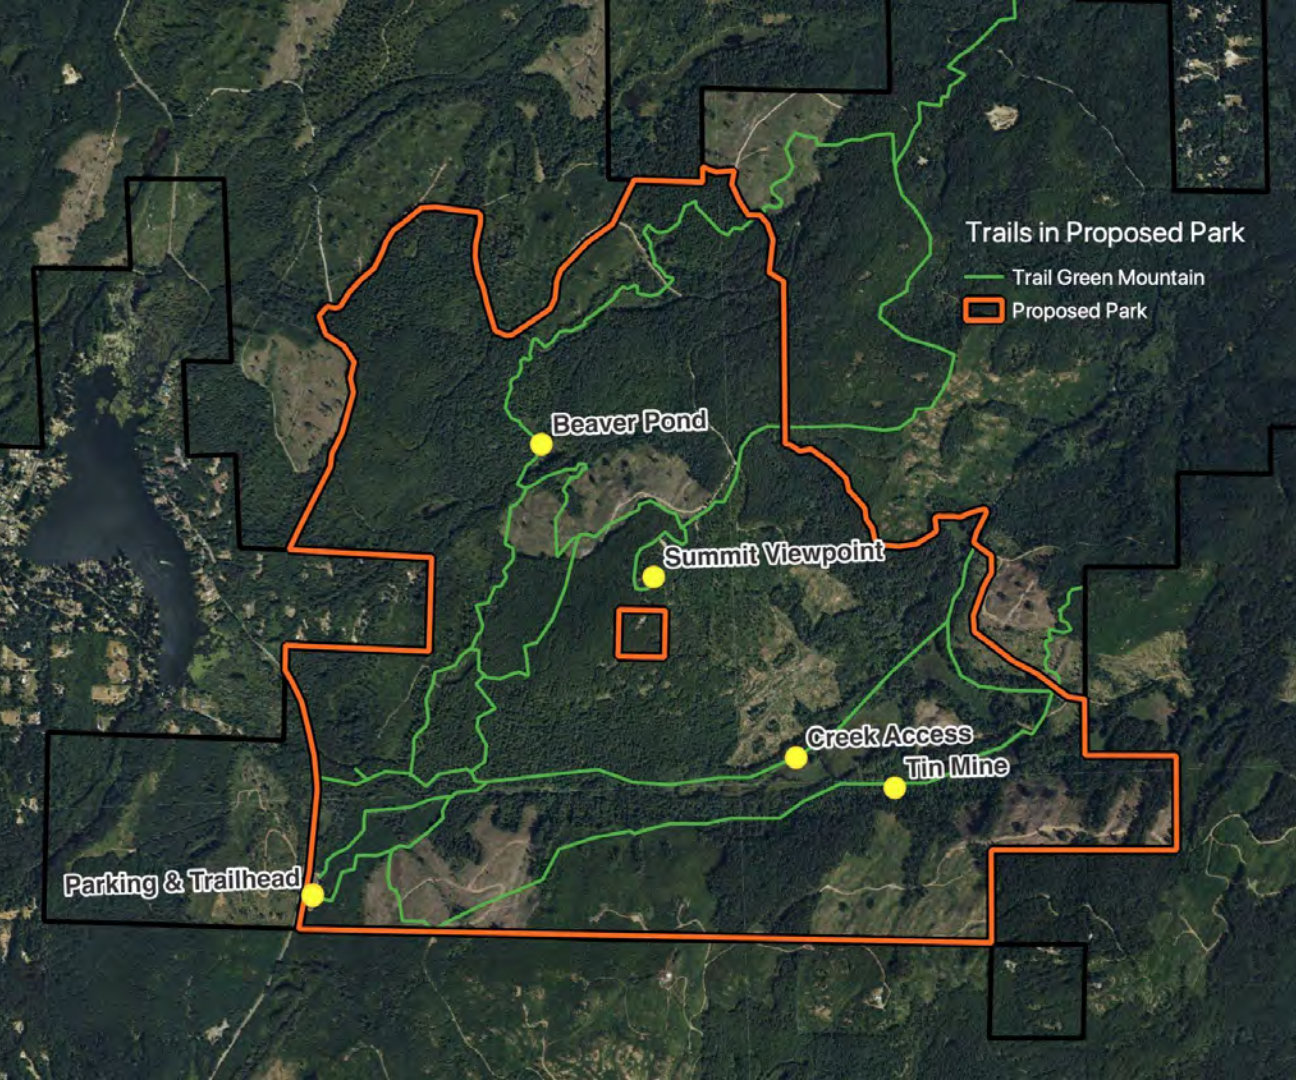 Trails in Proposed Park
Trail Green Mountain
Proposed Park
Beaver Pond
Summit Viewpoint
Creek Access
Tin Mine
Parking & Trailhead